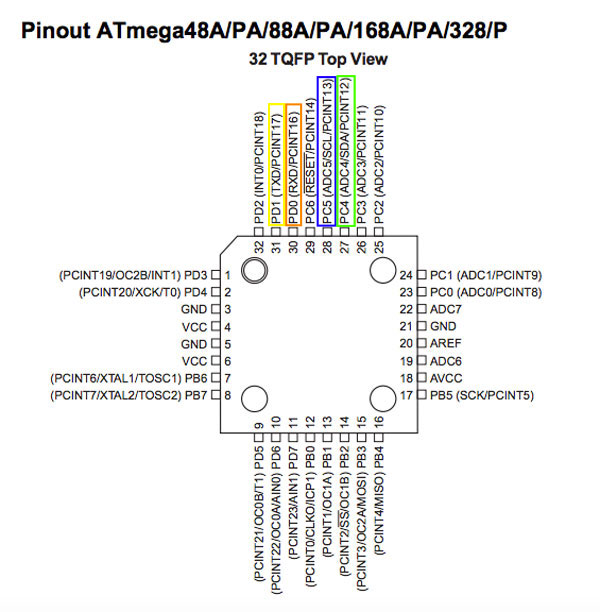 Pinout ATmega48A/PA/88A/PA/168A/PA/328/P
32 TQFP Top View
PD2 (INT0/PCINT18)
PD1 (TXD/PCINT17)
PD0 (RXD/PCINT16)
PC6 (RESET/PCINT14)
PC5 (ADC5/SCL/PCINT13)
PC4 (ADC4/SDA/PCINT12)
PC3 (ADC3/PCINT11)
PC2 (ADC2/PCINT10)
32 31 30 29 28 27 26 25
(PCINT19/OC2B/INT1) PD3 1
(PCINT20/XCK/T0) PD4 2
GND 3
VCC 4
GND 5
VCC 6
(PCINT6/XTAL1/TOSC1) PB6 7
(PCINT7/XTAL2/TOSC2) PB7 8
24 PC1 (ADC1/PCINT9)
23 PC0 (ADC0/PCINT8)
22 ADC7
21 GND
20 AREF
19 ADC6
18 AVCC
17 PB5 (SCK/PCINT5)
9 10 11 12 13 14 15 16
(PCINT21/OC0B/T1) PD5
(PCINT22/OC0A/AIN0) PD6
(PCINT23/AIN1) PD7
(PCINT0/CLKO/ICP1) PB0
(PCINT1/OC1A) PB1
(PCINT2/SS/OC1B) PB2
(PCINT3/OC2A/MOSI) PB3
(PCINT4/MISO) PB4